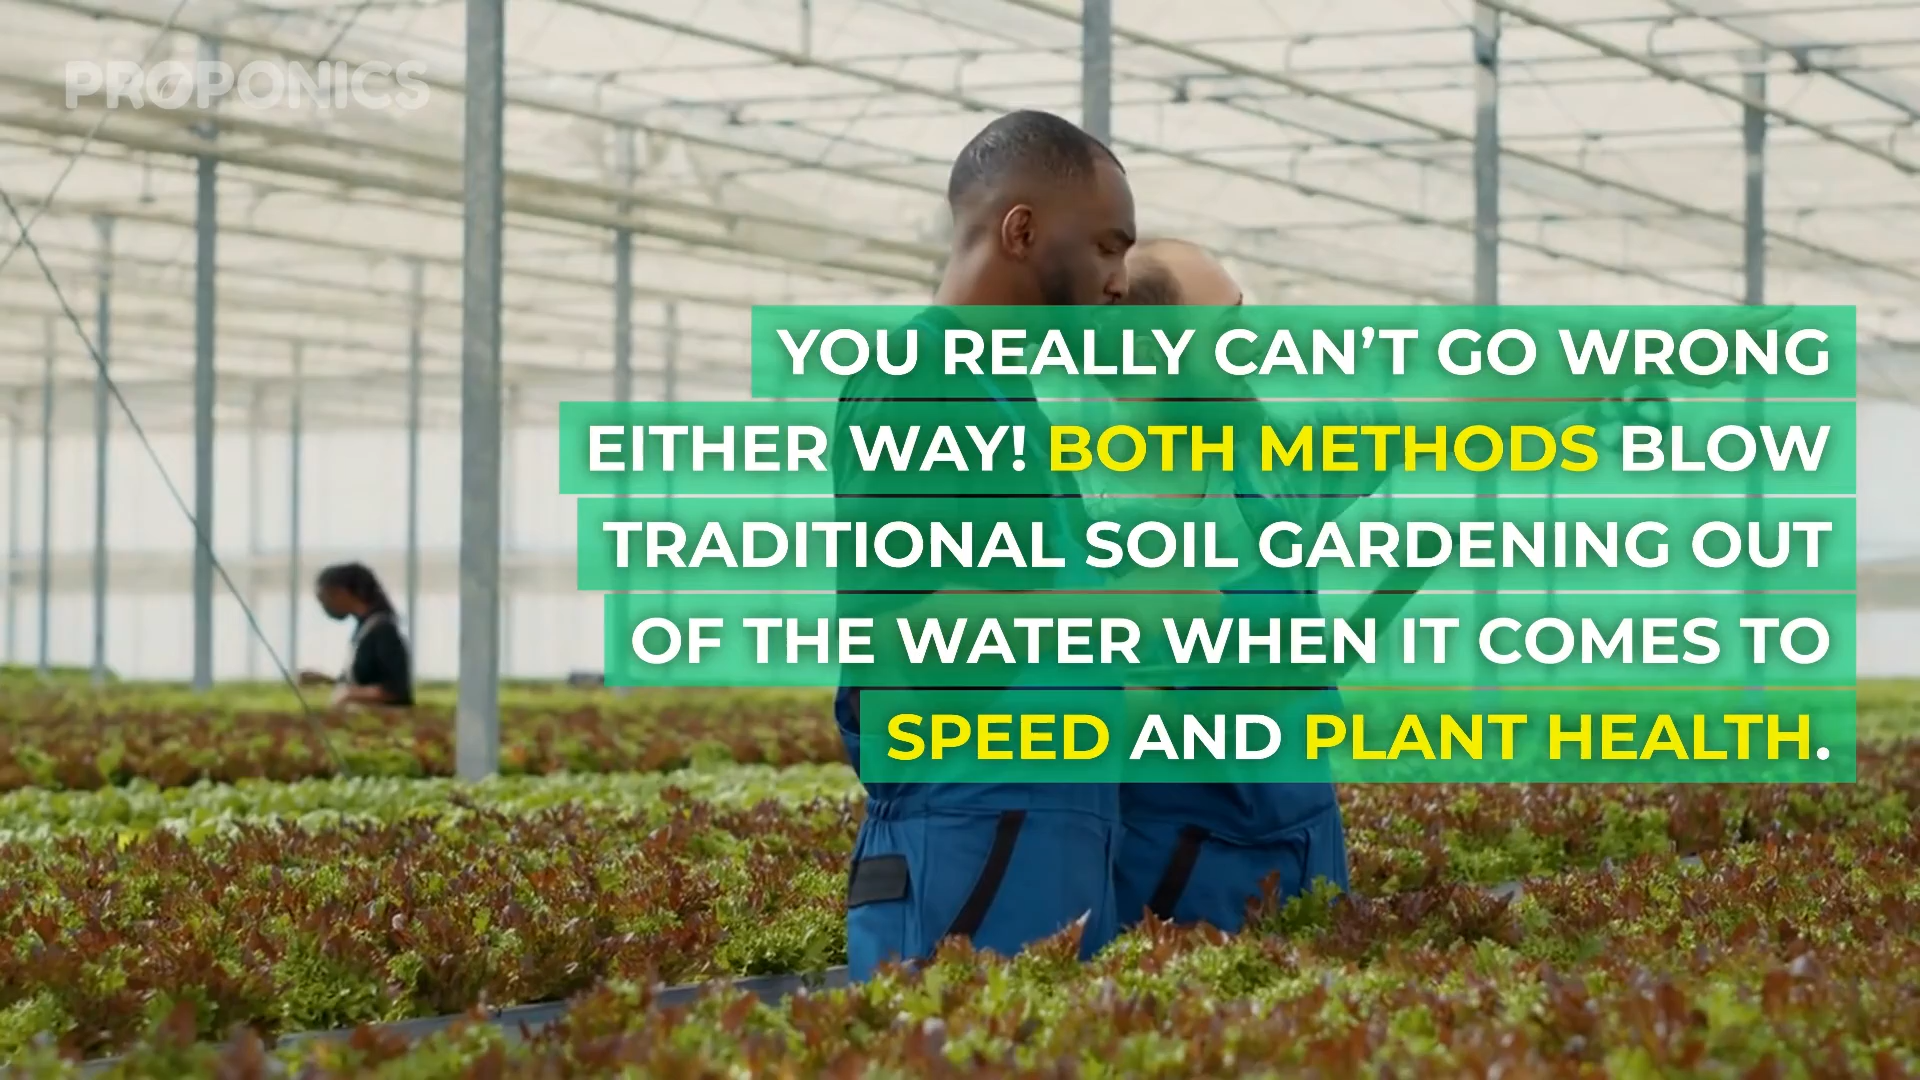 PROPONICS
YOU REALLY CAN’T GO WRONG
EITHER WAY! BOTH METHODS BLOW
TRADITIONAL SOIL GARDENING OUT
OF THE WATER WHEN IT COMES TO
SPEED AND PLANT HEALTH.